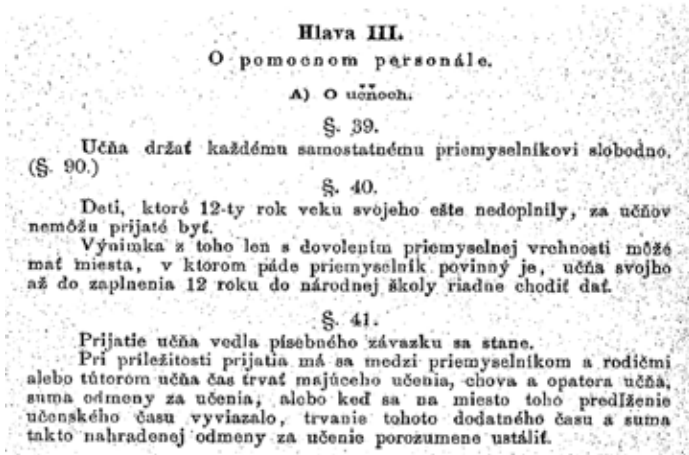 Hlava III.
O pomocnom personále.
A) O učňoch.
§. 39.
Učňa držať každému samostatnému priemyselníkovi slobodno.
(§. 90.)
§. 40.
Deti, ktoré 12-ty rok veku svojeho ešte nedoplnily, za učňov
nemôžu prijaté byť.
Výnimka z toho len s dovolením priemyselnej vrchnosti môže
mať miesta, v ktorom páde priemyselník povinný je, učňa svojho
až do zaplnenia 12 roku do národnej školy riadne chodiť dať.
§. 41.
Prijatie učňa vedla písebného závazku sa stane.
Pri príležitosti prijatia má sa medzi priemyselníkom a rodičmi
alebo tútorom učňa čas trvať majúceho učenia, chova a opatera učňa,
suma odmeny za učenia, alebo keď sa na miesto toho predĺženie
učenského času vyviazalo, trvanie tohoto dodatného času a suma
takto nahradenej odmeny za učenie porozumene ustáliť.